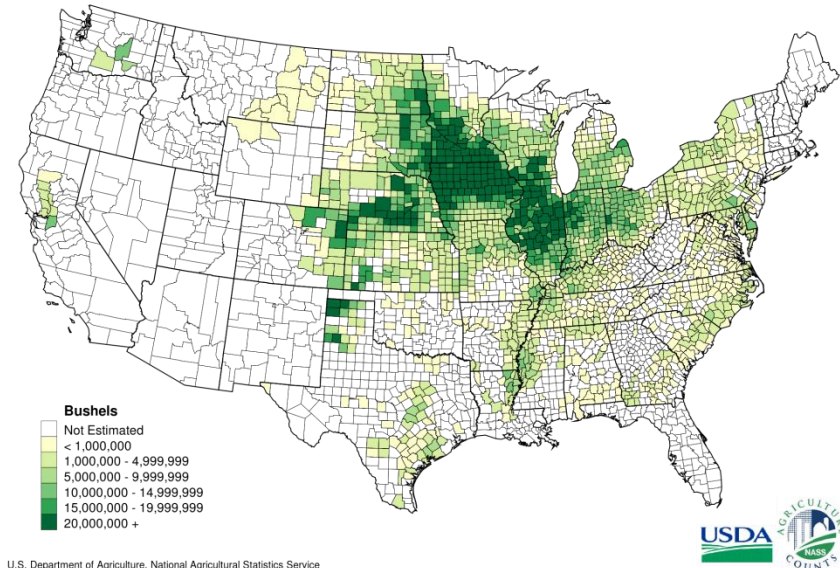 Bushels
Not Estimated
< 1,000,000
1,000,000 - 4,999,999
5,000,000 - 9,999,999
10,000,000 - 14,999,999
15,000,000 - 19,999,999
20,000,000 +
USDA
AGRICULTURE
NASS
COUNTS
U.S. Department of Agriculture, National Agricultural Statistics Service